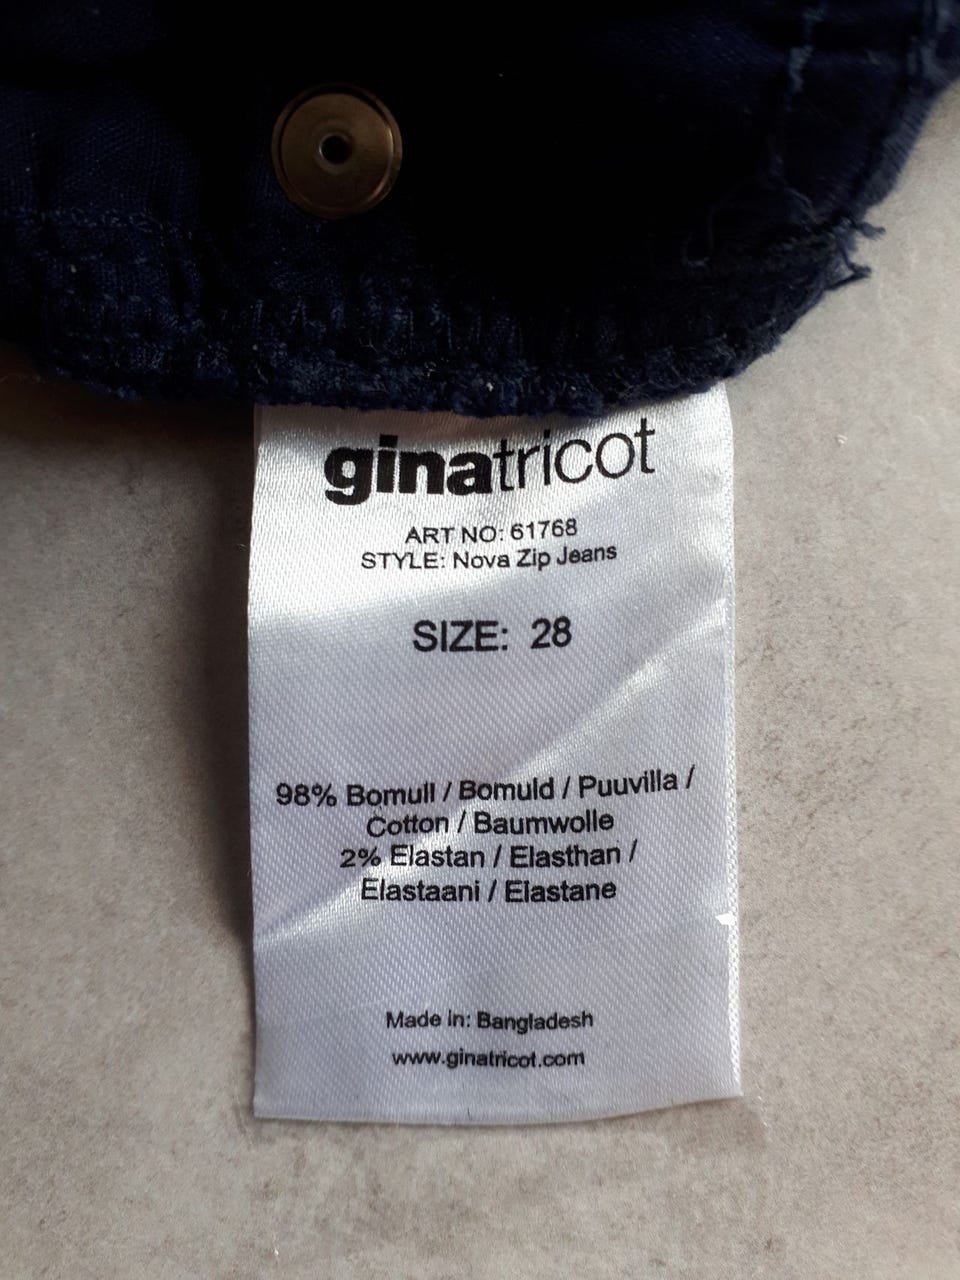 ginatricot
ART NO: 61768
STYLE: Nova Zip Jeans
SIZE: 28
98% Bomull / Bomuld / Puuvilla /
Cotton / Baumwolle
2% Elastan / Elasthan /
Elastaani / Elastane
Made in: Bangladesh
www.ginatricot.com